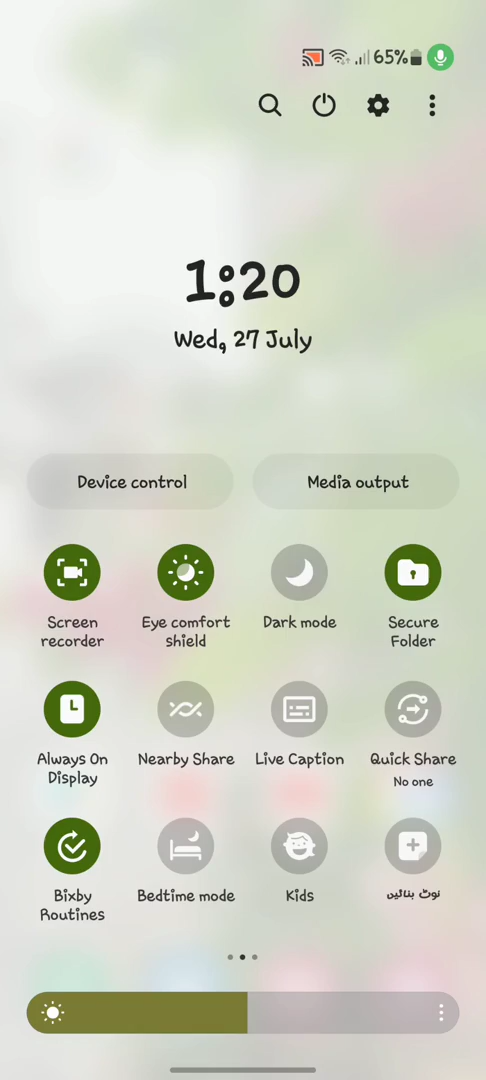 65%
1:20
Wed, 27 July
Device control
Media output
Screen
recorder
Eye comfort
shield
Dark mode
Secure
Folder
Always On
Display
Nearby Share
Live Caption
Quick Share
No one
Bixby
Routines
Bedtime mode
Kids
نوٹ بنائیں